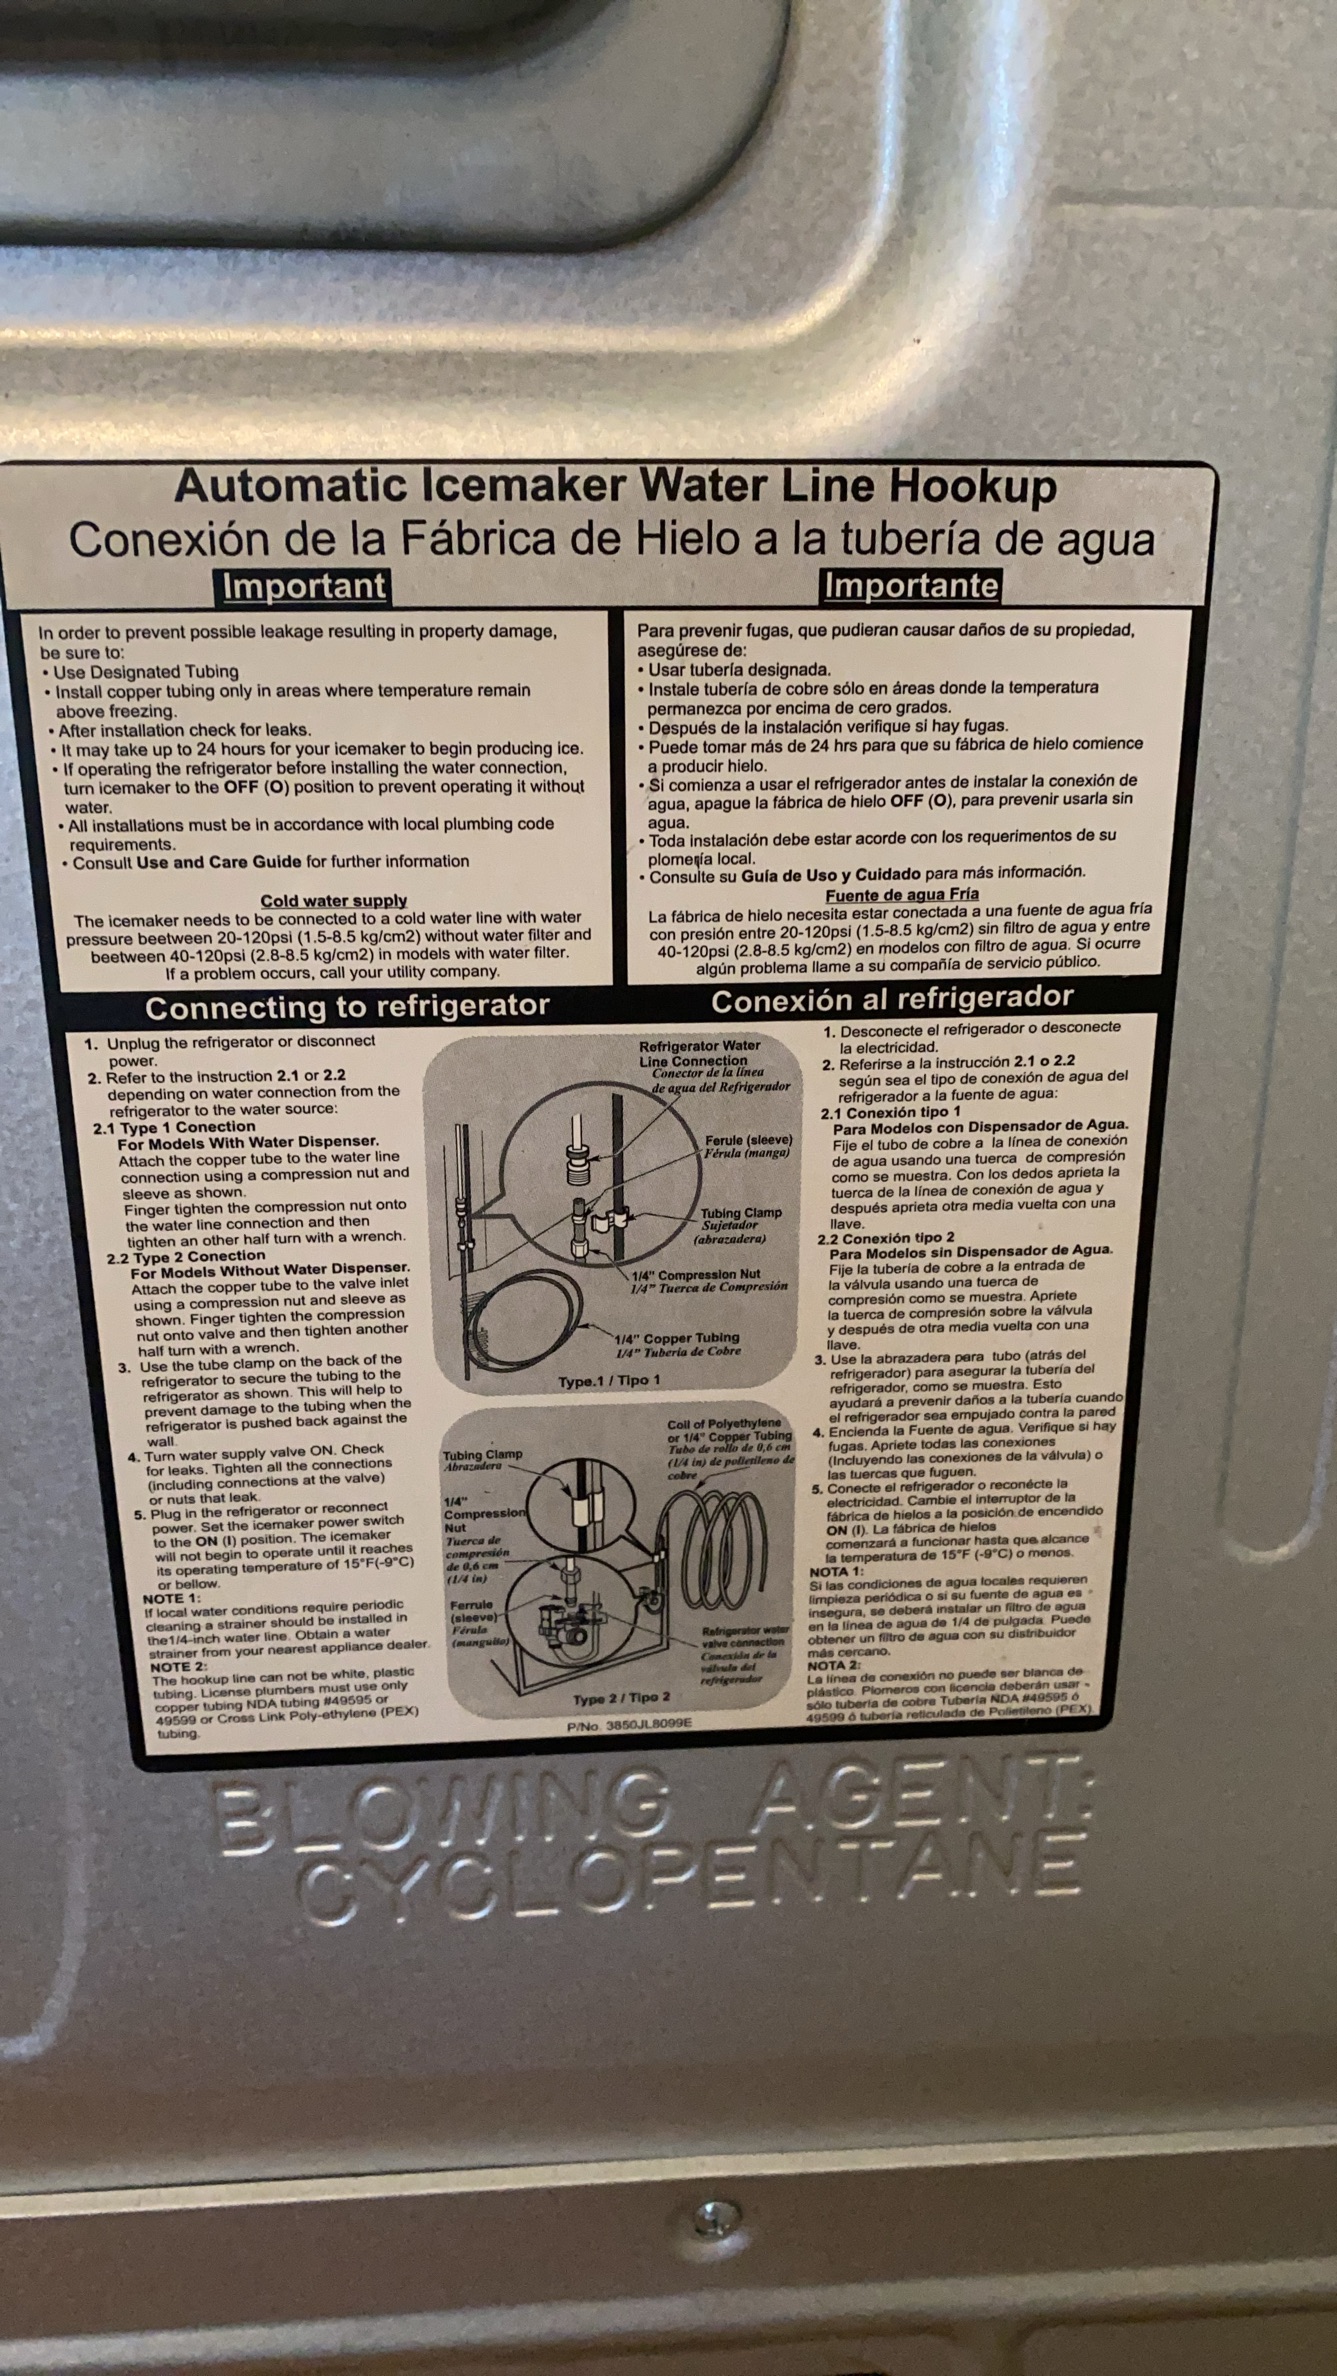 Automatic Icemaker Water Line Hookup
Conexión de la Fábrica de Hielo a la tubería de agua
Important
In order to prevent possible leakage resulting in property damage,
be sure to:
• Use Designated Tubing
• Install copper tubing only in areas where temperature remain
above freezing.
• After installation check for leaks.
• It may take up to 24 hours for your icemaker to begin producing ice.
• If operating the refrigerator before installing the water connection,
turn icemaker to the OFF (O) position to prevent operating it without
water.
• All installations must be in accordance with local plumbing code
requirements.
• Consult Use and Care Guide for further information
Cold water supply
The icemaker needs to be connected to a cold water line with water
pressure beetween 20-120psi (1.5-8.5 kg/cm2) without water filter and
beetween 40-120psi (2.8-8.5 kg/cm2) in models with water filter.
If a problem occurs, call your utility company.
Importante
Para prevenir fugas, que pudieran causar daños de su propiedad,
asegúrese de:
• Usar tubería designada.
• Instale tubería de cobre sólo en áreas donde la temperatura
permanezca por encima de cero grados.
• Después de la instalación verifique si hay fugas.
• Puede tomar más de 24 hrs para que su fábrica de hielo comience
a producir hielo.
• Si comienza a usar el refrigerador antes de instalar la conexión de
agua, apague la fábrica de hielo OFF (O), para prevenir usarla sin
agua.
• Toda instalación debe estar acorde con los requerimentos de su
plomería local.
• Consulte su Guía de Uso y Cuidado para más información.
Fuente de agua Fría
La fábrica de hielo necesita estar conectada a una fuente de agua fría
con presión entre 20-120psi (1.5-8.5 kg/cm2) sin filtro de agua y entre
40-120psi (2.8-8.5 kg/cm2) en modelos con filtro de agua. Si ocurre
algún problema llame a su compañía de servicio público.
Connecting to refrigerator
1. Unplug the refrigerator or disconnect
power.
2. Refer to the instruction 2.1 or 2.2
depending on water connection from the
refrigerator to the water source:
2.1 Type 1 Conection
For Models With Water Dispenser.
Attach the copper tube to the water line
connection using a compression nut and
sleeve as shown.
Finger tighten the compression nut onto
the water line connection and then
tighten an other half turn with a wrench.
2.2 Type 2 Conection
For Models Without Water Dispenser.
Attach the copper tube to the valve inlet
using a compression nut and sleeve as
shown. Finger tighten the compression
nut onto valve and then tighten another
half turn with a wrench.
3. Use the tube clamp on the back of the
refrigerator to secure the tubing to the
refrigerator as shown. This will help to
prevent damage to the tubing when the
refrigerator is pushed back against the
wall.
4. Turn water supply valve ON. Check
for leaks. Tighten all the connections
(including connections at the valve)
or nuts that leak.
5. Plug in the refrigerator or reconnect
power. Set the icemaker power switch
to the ON (I) position. The icemaker
will not begin to operate until it reaches
its operating temperature of 15°F(-9°C)
or bellow.
NOTE 1:
If local water conditions require periodic
cleaning a strainer should be installed in
the1/4-inch water line. Obtain a water
strainer from your nearest appliance dealer.
NOTE 2:
The hookup line can not be white, plastic
tubing. License plumbers must use only
copper tubing NDA tubing #49595 or
49599 or Cross Link Poly-ethylene (PEX)
tubing.
Refrigerator Water
Line Connection
Conector de la línea
de agua del Refrigerador
Ferule (sleeve)
Férula (manga)
Tubing Clamp
Sujetador
(abrazadera)
1/4" Compression Nut
1/4" Tuerca de Compresión
1/4" Copper Tubing
1/4" Tubería de Cobre
Type.1 / Tipo 1
Coil of Polyethylene
or 1/4" Copper Tubing
Tubo de rollo de 0,6 cm
(1/4 in) de polietileno de
cobre
Tubing Clamp
Abrazadera
1/4"
Compression
Nut
Tuerca de
compresión
de 0,6 cm
(1/4 in)
Ferrule
(sleeve)
Férula
(manguito)
Refrigerator water
valve connection
Conexión de la
válvula del
refrigerador
Type 2 / Tipo 2
P/No. 3850JL8099E
Conexión al refrigerador
1. Desconecte el refrigerador o desconecte
la electricidad.
2. Referirse a la instrucción 2.1 o 2.2
según sea el tipo de conexión de agua del
refrigerador a la fuente de agua:
2.1 Conexión tipo 1
Para Modelos con Dispensador de Agua.
Fije el tubo de cobre a la línea de conexión
de agua usando una tuerca de compresión
como se muestra. Con los dedos aprieta la
tuerca de la línea de conexión de agua y
después aprieta otra media vuelta con una
llave.
2.2 Conexión tipo 2
Para Modelos sin Dispensador de Agua.
Fije la tubería de cobre a la entrada de
la válvula usando una tuerca de
compresión como se muestra. Apriete
la tuerca de compresión sobre la válvula
y después de otra media vuelta con una
llave.
3. Use la abrazadera para tubo (atrás del
refrigerador) para asegurar la tubería del
refrigerador, como se muestra. Esto
ayudará a prevenir daños a la tubería cuando
el refrigerador sea empujado contra la pared.
4. Encienda la Fuente de agua. Verifique si hay
fugas. Apriete todas las conexiones
(Incluyendo las conexiones de la válvula) o
las tuercas que fuguen.
5. Conecte el refrigerador o reconécte la
electricidad. Cambie el interruptor de la
fábrica de hielos a la posición de encendido
ON (I). La fábrica de hielos
comenzará a funcionar hasta que alcance
la temperatura de 15°F (-9°C) o menos.
NOTA 1:
Si las condiciones de agua locales requieren
limpieza periódica o si su fuente de agua es
insegura, se deberá instalar un filtro de agua
en la línea de agua de 1/4 de pulgada. Puede
obtener un filtro de agua con su distribuidor
más cercano.
NOTA 2:
La línea de conexión no puede ser blanca de
plástico. Plomeros con licencia deberán usar
sólo tubería de cobre Tubería NDA #49595 ó
49599 ó tubería reticulada de Polietileno (PEX).
BLOWING AGENT:
CYCLOPENTANE